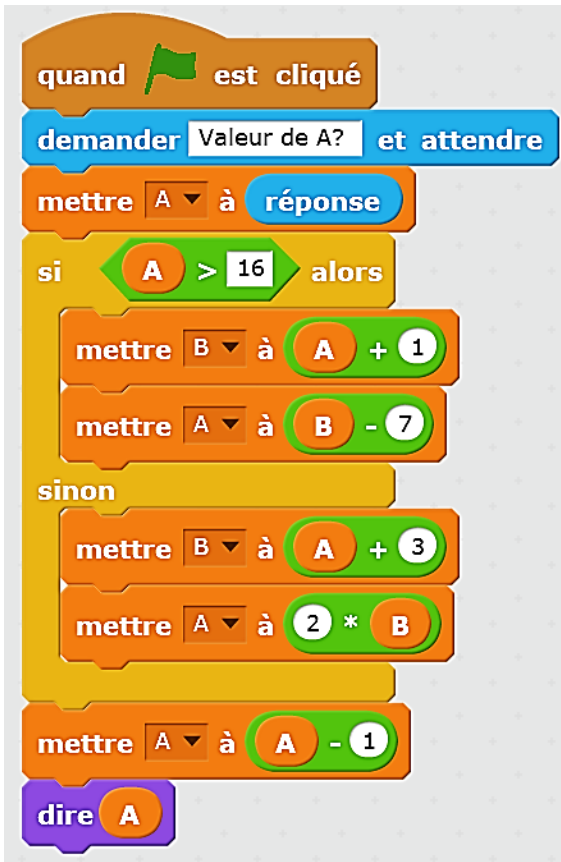 quand est cliqué
demander Valeur de A? et attendre
mettre A à réponse
si A > 16 alors
mettre B à A + 1
mettre A à B - 7
sinon
mettre B à A + 3
mettre A à 2 * B
mettre A à A - 1
dire A